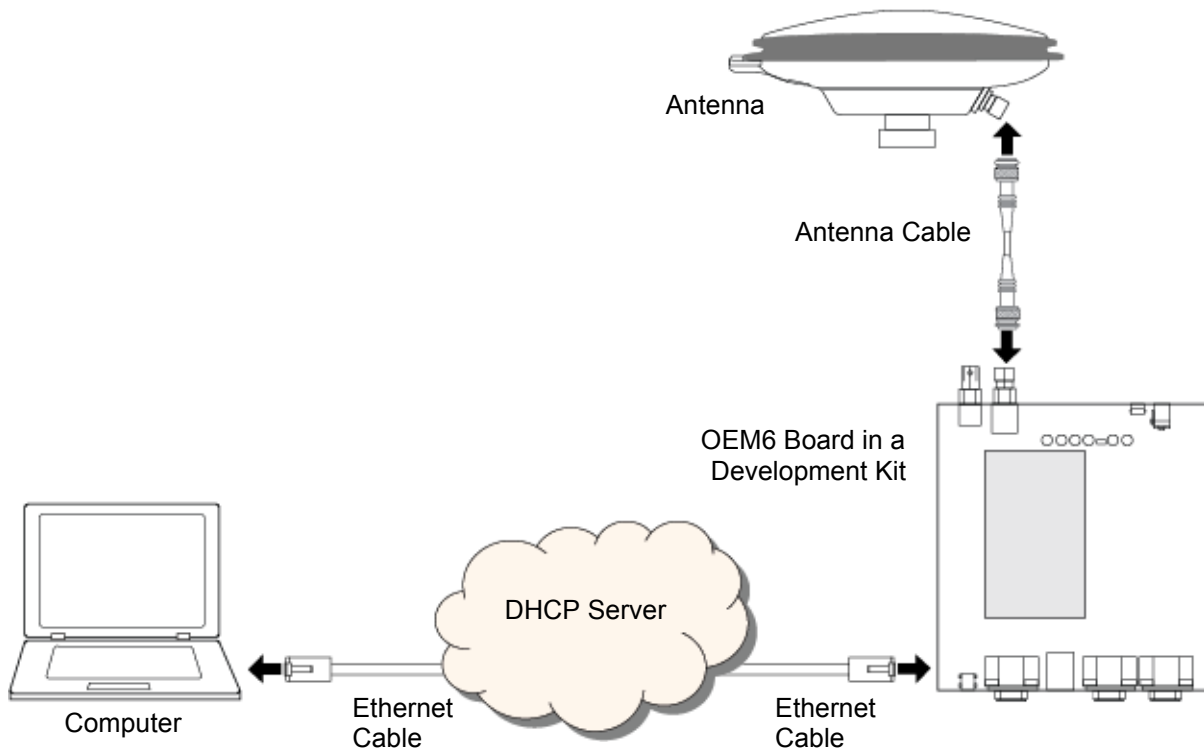 Antenna
Antenna Cable
OEM6 Board in a
Development Kit
DHCP Server
Computer
Ethernet
Cable
Ethernet
Cable